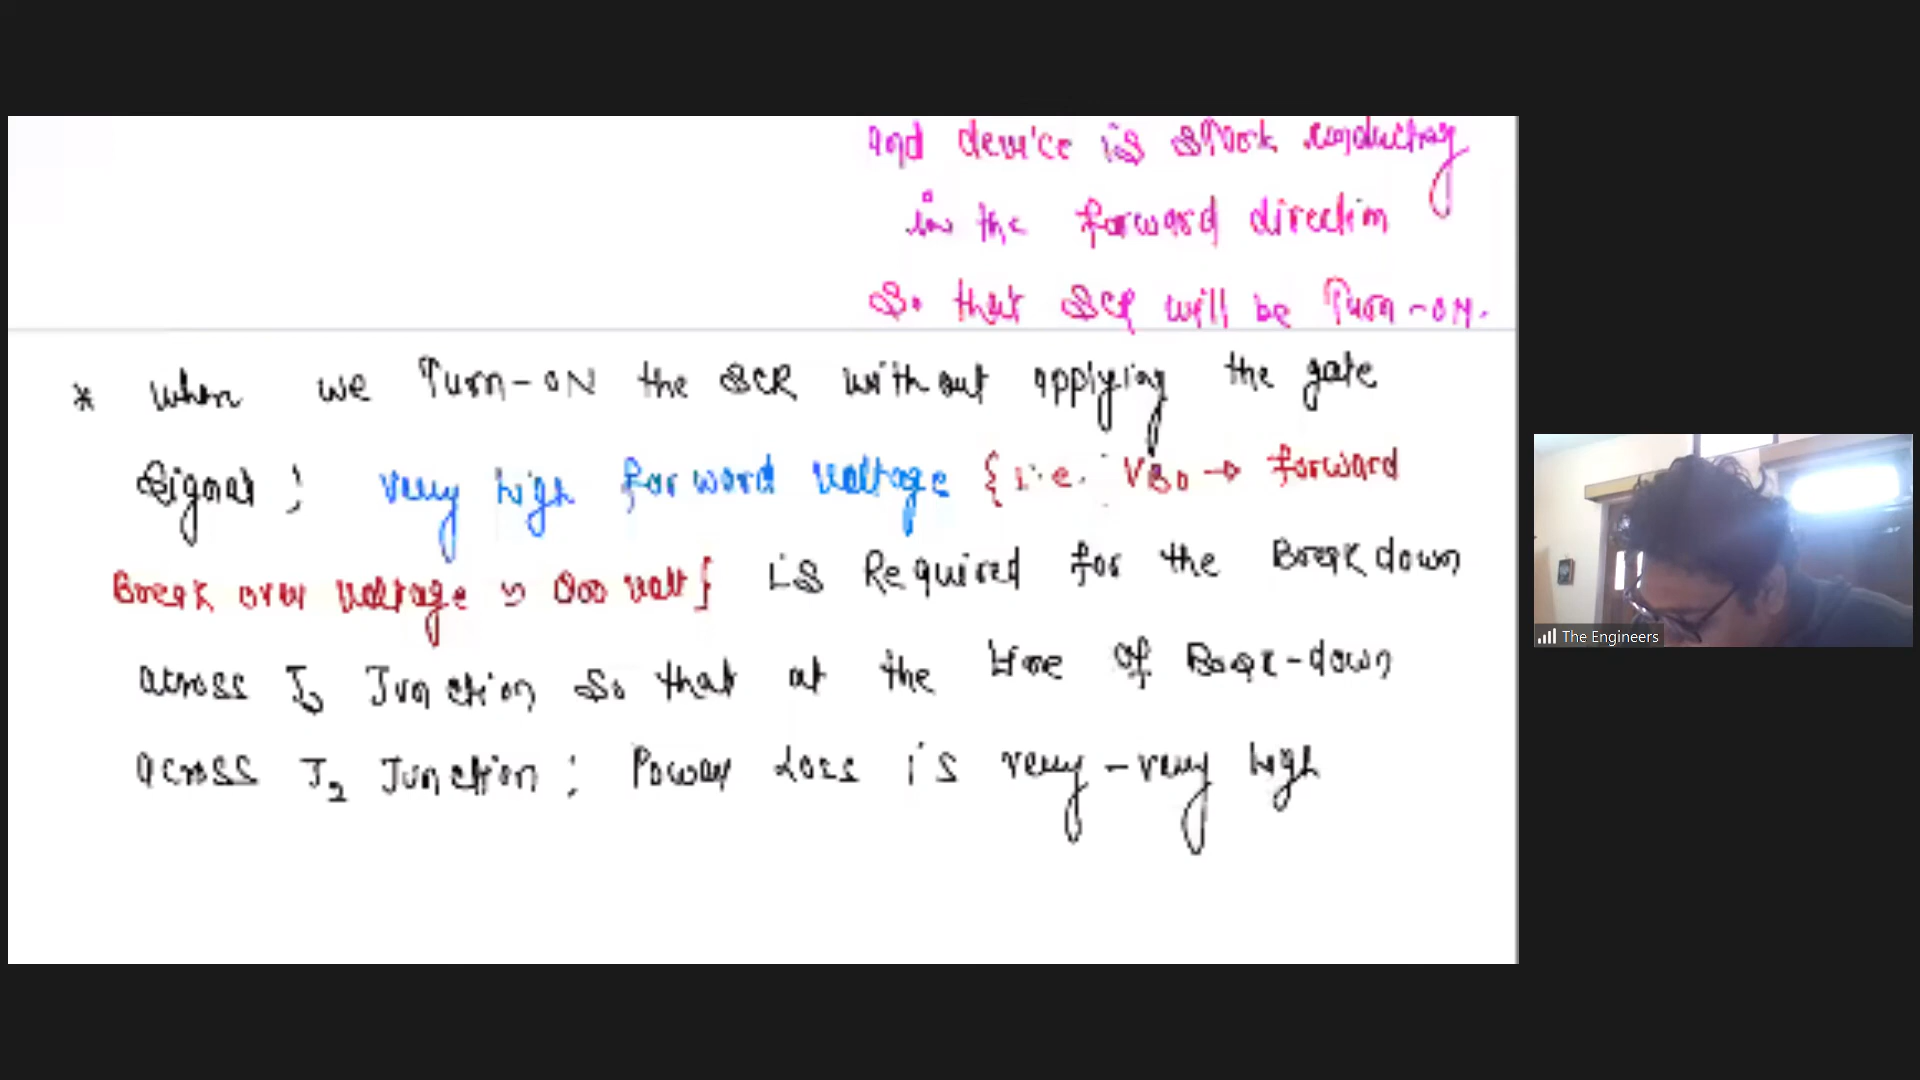 and device is start conducting
in the forward direction
So that SCR will be Turn-ON.
* When we Turn-ON the SCR without applying the gate
Signal; very high forward voltage {i.e. VBO → forward
Break over voltage volt} is Required for the Breakdown
across J2 Junction So that at the time of Break-down
across J2 Junction; Power Loss is very-very high
The Engineers